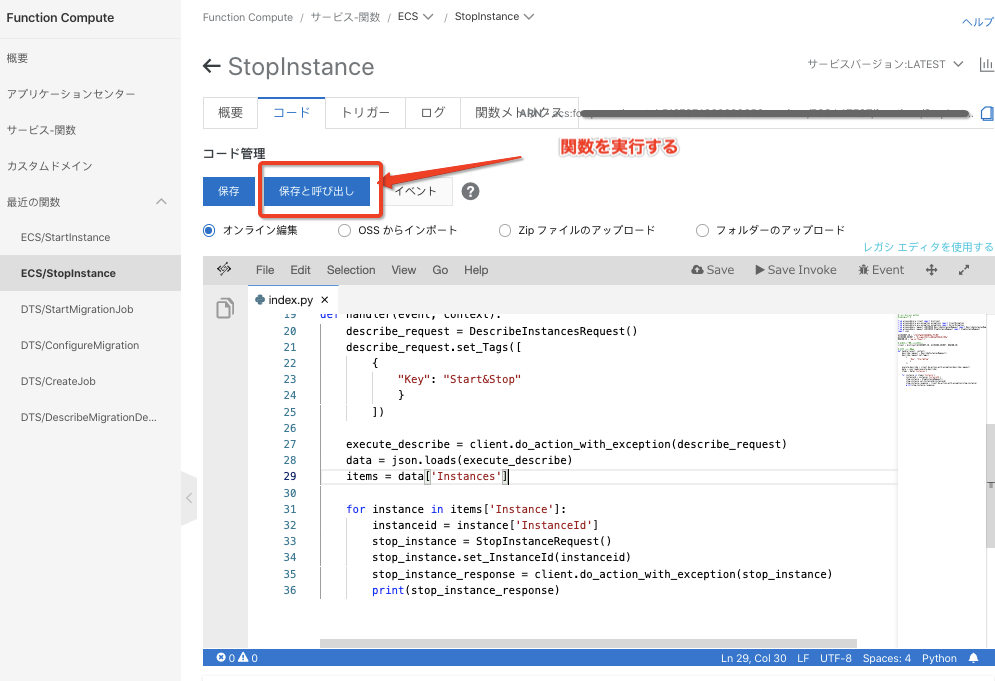 Function Compute
概要
アプリケーションセンター
サービス-関数
カスタムドメイン
最近の関数
ECS/StartInstance
ECS/StopInstance
DTS/StartMigrationJob
DTS/ConfigureMigration
DTS/CreateJob
DTS/DescribeMigrationDe...
Function Compute / サービス-関数 / ECS / StopInstance
ヘルプ
← StopInstance
サービスバージョン:LATEST
概要 コード トリガー ログ 関数メトリクス
コード管理
関数を実行する
保存 保存と呼び出し イベント ?
オンライン編集 OSS からインポート Zip ファイルのアップロード フォルダーのアップロード
レガシ エディタを使用する
File Edit Selection View Go Help Save Save Invoke Event
index.py ×
19 def handler(event, context):
20 describe_request = DescribeInstancesRequest()
21 describe_request.set_Tags([
22 {
23 "Key": "Start&Stop"
24 }
25 ])
26
27 execute_describe = client.do_action_with_exception(describe_request)
28 data = json.loads(execute_describe)
29 items = data['Instances']
30
31 for instance in items['Instance']:
32 instanceid = instance['InstanceId']
33 stop_instance = StopInstanceRequest()
34 stop_instance.set_InstanceId(instanceid)
35 stop_instance_response = client.do_action_with_exception(stop_instance)
36 print(stop_instance_response)
0 0 Ln 29, Col 30 LF UTF-8 Spaces: 4 Python